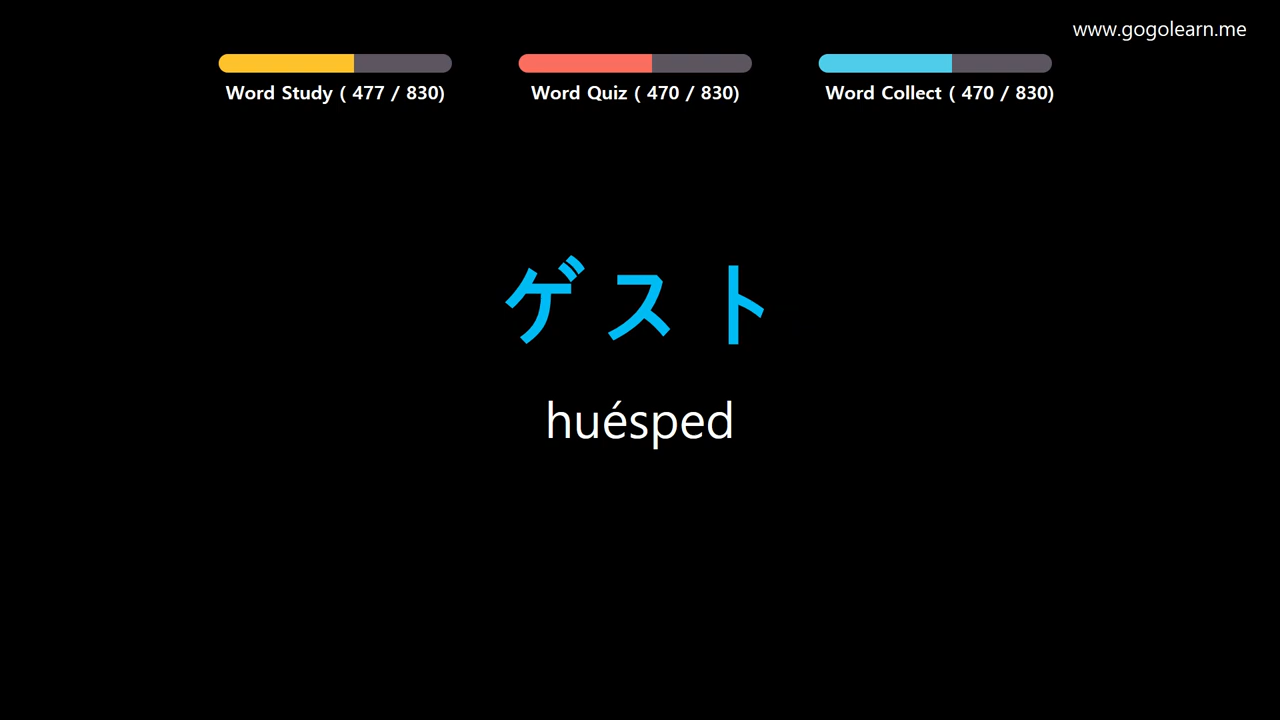 www.gogolearn.me
Word Study ( 477 / 830)
Word Quiz ( 470 / 830)
Word Collect ( 470 / 830)
ゲスト
huésped